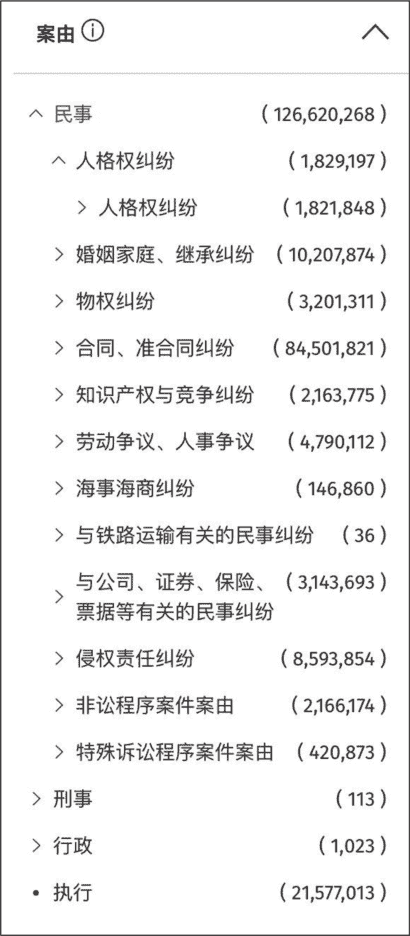 案由
民事 (126,620,268)
人格权纠纷 (1,829,197)
人格权纠纷 (1,821,848)
婚姻家庭、继承纠纷 (10,207,874)
物权纠纷 (3,201,311)
合同、准合同纠纷 (84,501,821)
知识产权与竞争纠纷 (2,163,775)
劳动争议、人事争议 (4,790,112)
海事海商纠纷 (146,860)
与铁路运输有关的民事纠纷 (36)
与公司、证券、保险、 (3,143,693)
票据等有关的民事纠纷
侵权责任纠纷 (8,593,854)
非讼程序案件案由 (2,166,174)
特殊诉讼程序案件案由 (420,873)
刑事 (113)
行政 (1,023)
执行 (21,577,013)